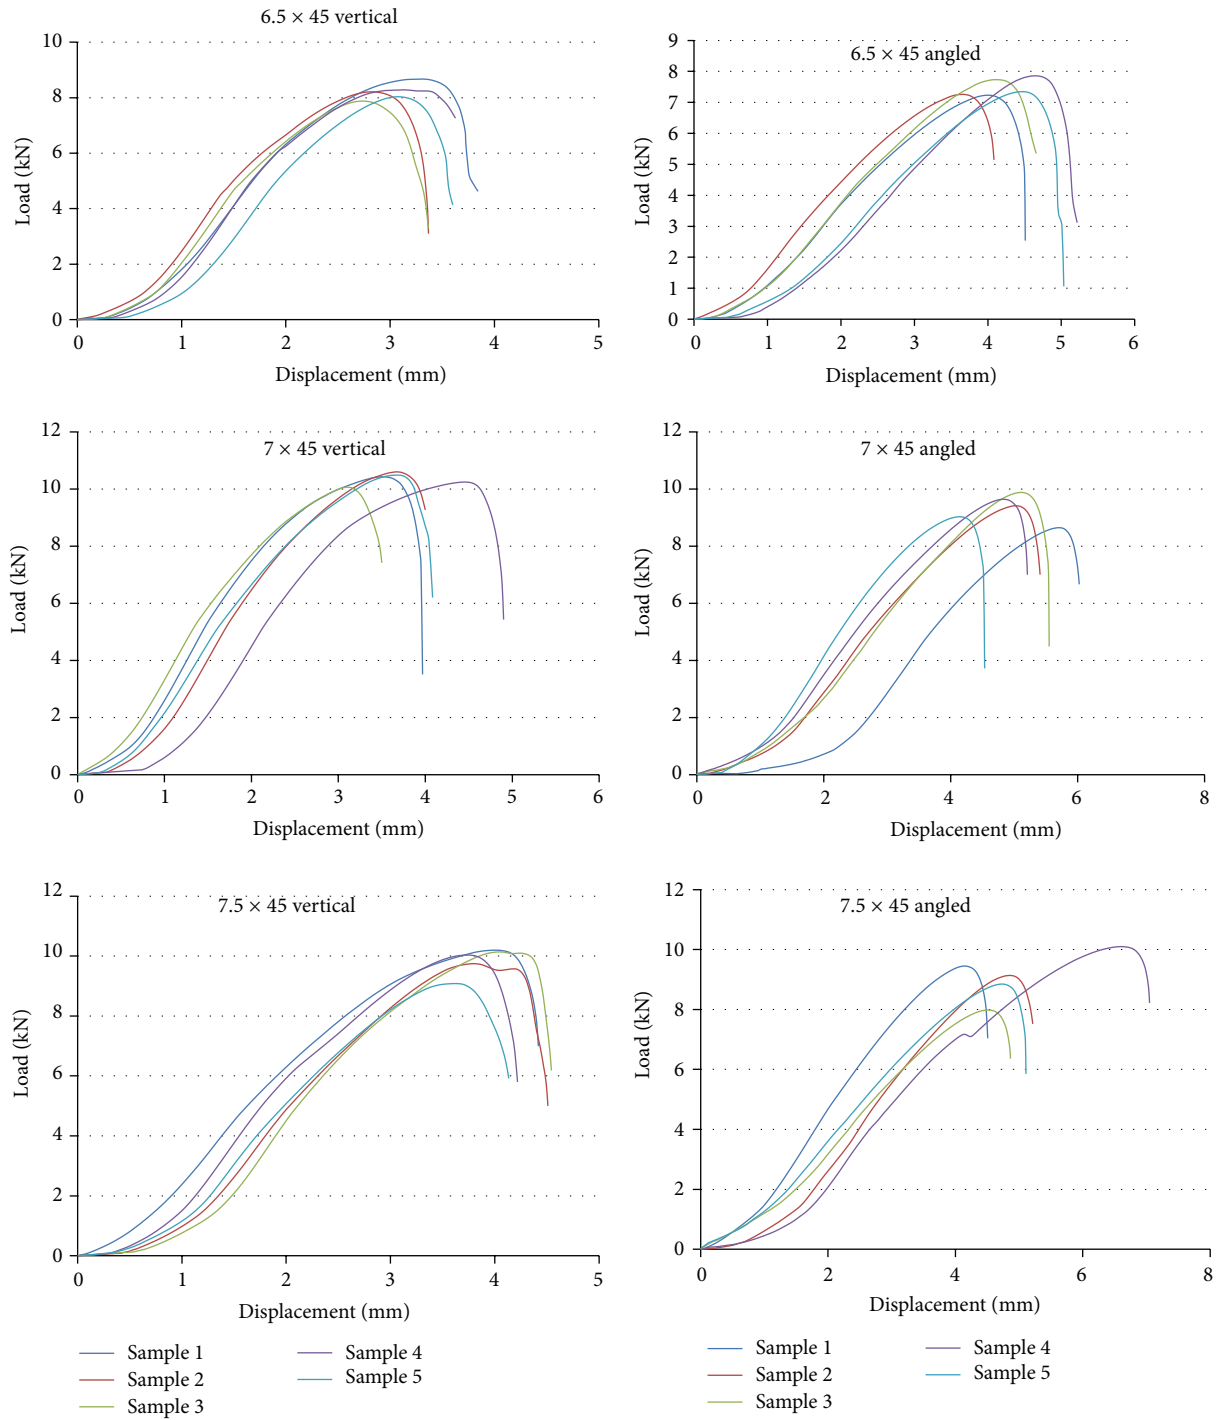 6.5 × 45 vertical
10
8
6
4
2
0
Load (kN)
0 1 2 3 4 5
Displacement (mm)
6.5 × 45 angled
9
8
7
6
5
4
3
2
1
0
Load (kN)
0 1 2 3 4 5 6
Displacement (mm)
7 × 45 vertical
12
10
8
6
4
2
0
Load (kN)
0 1 2 3 4 5 6
Displacement (mm)
7 × 45 angled
12
10
8
6
4
2
0
Load (kN)
0 2 4 6 8
Displacement (mm)
7.5 × 45 vertical
12
10
8
6
4
2
0
Load (kN)
0 1 2 3 4 5
Displacement (mm)
Sample 1
Sample 2
Sample 3
Sample 4
Sample 5
7.5 × 45 angled
12
10
8
6
4
2
0
Load (kN)
0 2 4 6 8
Displacement (mm)
Sample 1
Sample 2
Sample 3
Sample 4
Sample 5